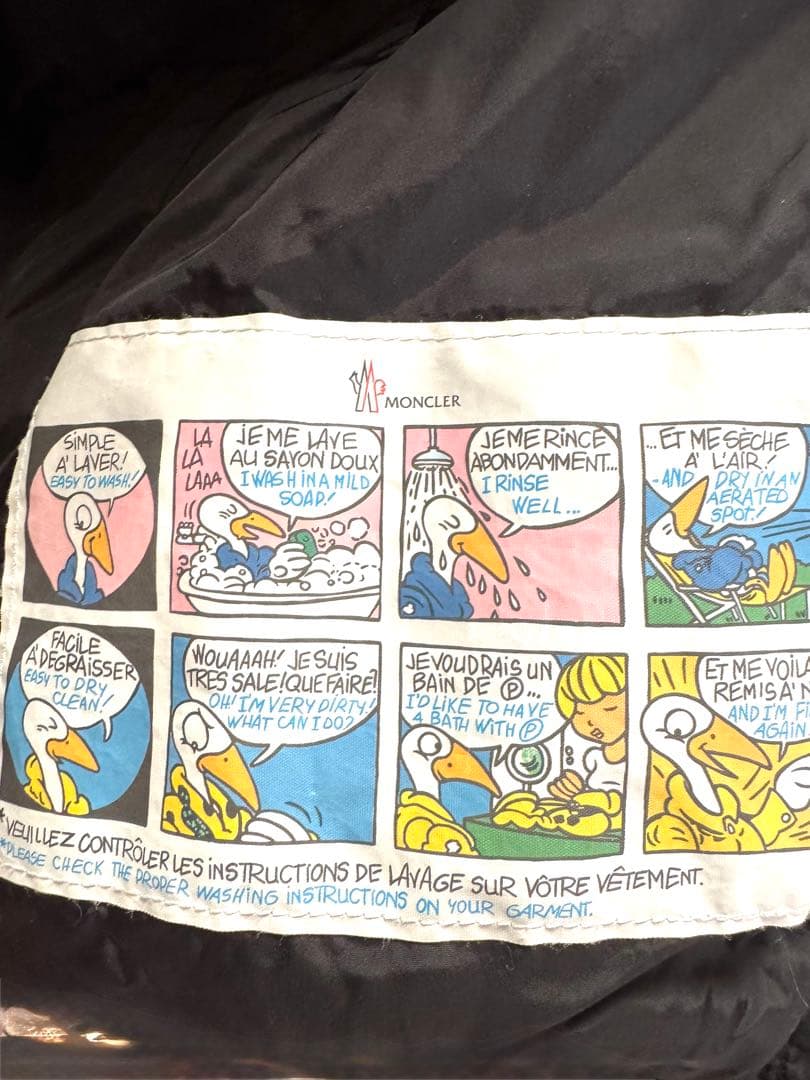 MONCLER
SIMPLE
A' LAVER!
EASY TO WASH!
LA
LA
LAAA
JE ME LAVE
AU SAVON DOUX
I WASH IN A MILD
SOAP!
JE ME RINCE
ABONDAMMENT...
I RINSE
WELL...
...ET ME SÈCHE
A' L'AIR!
-AND DRY IN AN
AERATED
SPOT!
FACILE
A' DÉGRAISSER
EASY TO DRY
CLEAN!
WOUAAAH! JE SUIS
TRES SALE! QUE FAIRE?
OH! I'M VERY DIRTY!
WHAT CAN I DO?
JE VOUDRAIS UN
BAIN DE Ⓟ...
I'D LIKE TO HAVE
A BATH WITH Ⓟ
ET ME VOILA
REMIS A'
AND I'M
AGAIN
*VEUILLEZ CONTRÔLER LES INSTRUCTIONS DE LAVAGE SUR VÔTRE VÊTEMENT.
*PLEASE CHECK THE PROPER WASHING INSTRUCTIONS ON YOUR GARMENT.